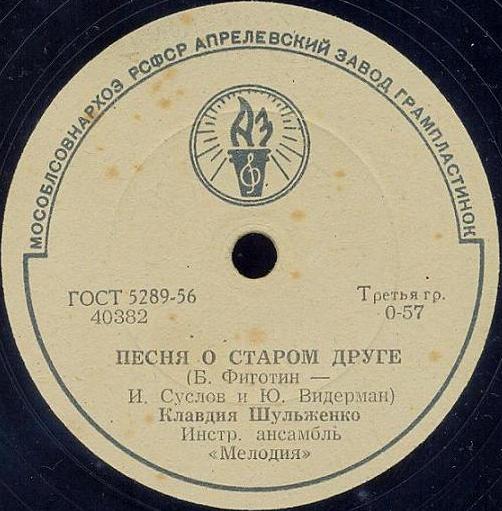 МОСОБЛСОВНАРХОЗ РСФСР АПРЕЛЕВСКИЙ ЗАВОД ГРАМПЛАСТИНОК
АЗ
ГОСТ 5289-56
40382
Третья гр.
0-57
ПЕСНЯ О СТАРОМ ДРУГЕ
(Б. Фиготин —
И. Суслов и Ю. Видерман)
Клавдия Шульженко
Инстр. ансамбль
«Мелодия»